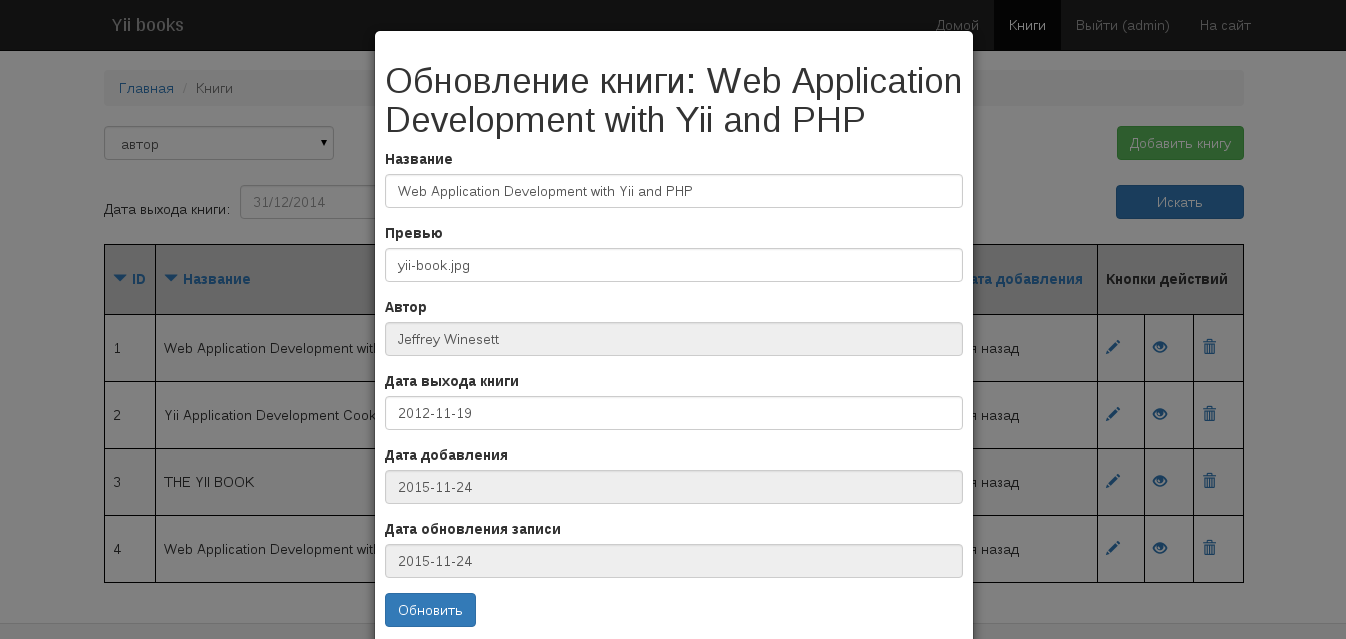 Yii books
Домой
Книги
Выйти (admin)
На сайт
Главная / Книги
автор
Добавить книгу
Дата выхода книги:
31/12/2014
Искать
ID
Название
добавления
Кнопки действий
1
Web Application Development
назад
2
Yii Application Development
назад
3
THE YII BOOK
назад
4
Web Application Development
назад
Обновление книги: Web Application
Development with Yii and PHP
Название
Web Application Development with Yii and PHP
Превью
yii-book.jpg
Автор
Jeffrey Winesett
Дата выхода книги
2012-11-19
Дата добавления
2015-11-24
Дата обновления записи
2015-11-24
Обновить